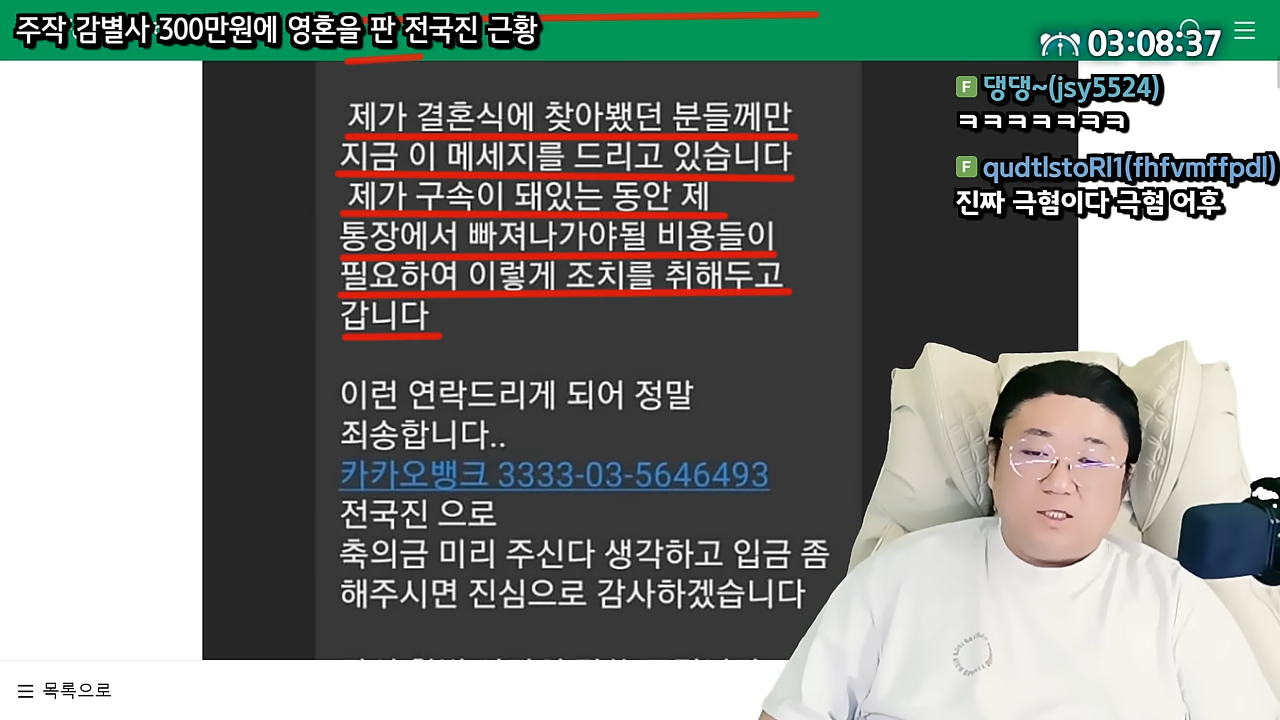 주작 감별사 300만원에 영혼을 판 전국진 근황
03:08:37
댕댕~(jsy5524)
ㅋㅋㅋㅋㅋㅋㅋ
qudtlstoRl1(fhfvmffpdl)
진짜 극혐이다 극혐 어후
제가 결혼식에 찾아뵀던 분들께만
지금 이 메세지를 드리고 있습니다
제가 구속이 돼있는 동안 제
통장에서 빠져나가야될 비용들이
필요하여 이렇게 조치를 취해두고
갑니다
이런 연락드리게 되어 정말
죄송합니다..
카카오뱅크 3333-03-5646493
전국진 으로
축의금 미리 주신다 생각하고 입금 좀
해주시면 진심으로 감사하겠습니다
목록으로